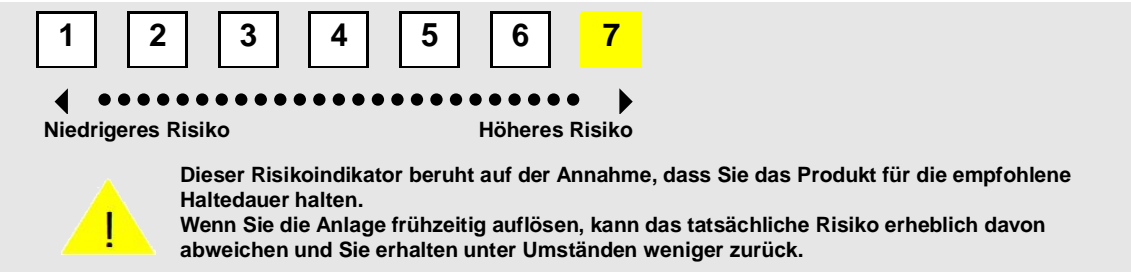 1 2 3 4 5 6 7
Niedrigeres Risiko Höheres Risiko
Dieser Risikoindikator beruht auf der Annahme, dass Sie das Produkt für die empfohlene
Haltedauer halten.
Wenn Sie die Anlage frühzeitig auflösen, kann das tatsächliche Risiko erheblich davon
abweichen und Sie erhalten unter Umständen weniger zurück.
!